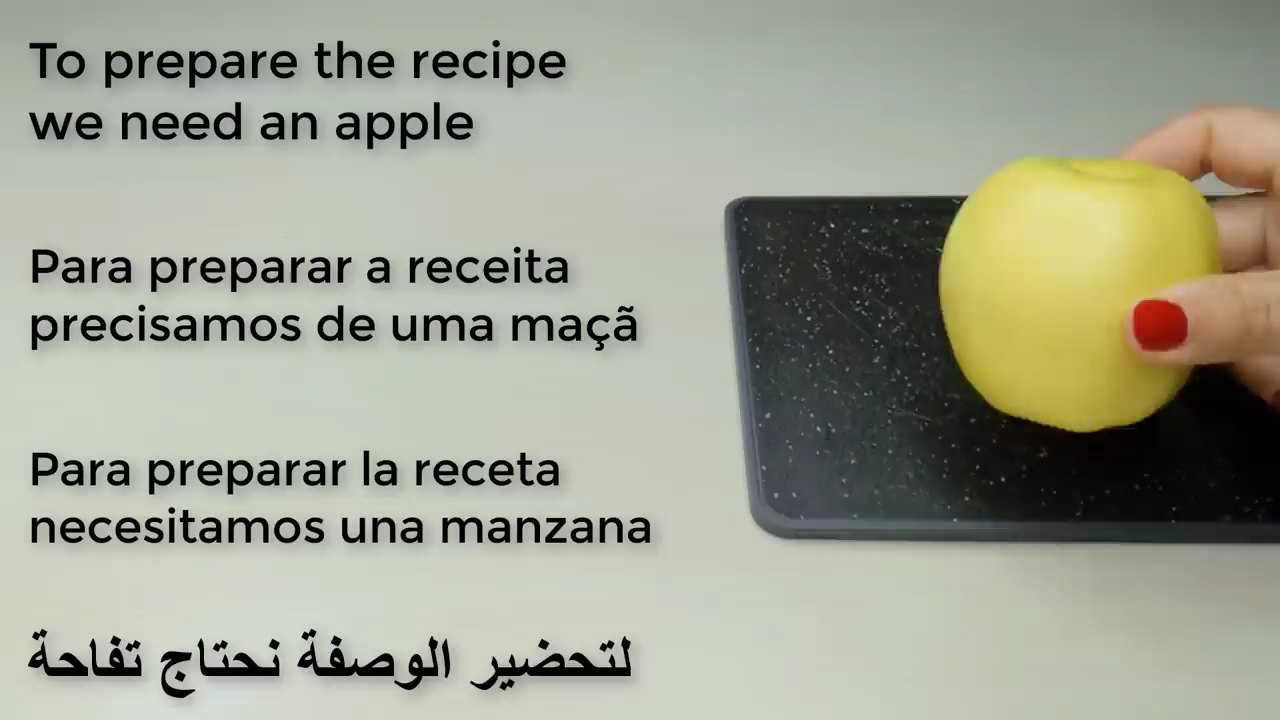 To prepare the recipe
we need an apple
Para preparar a receita
precisamos de uma maçã
Para preparar la receta
necesitamos una manzana
لتحضير الوصفة نحتاج تفاحة